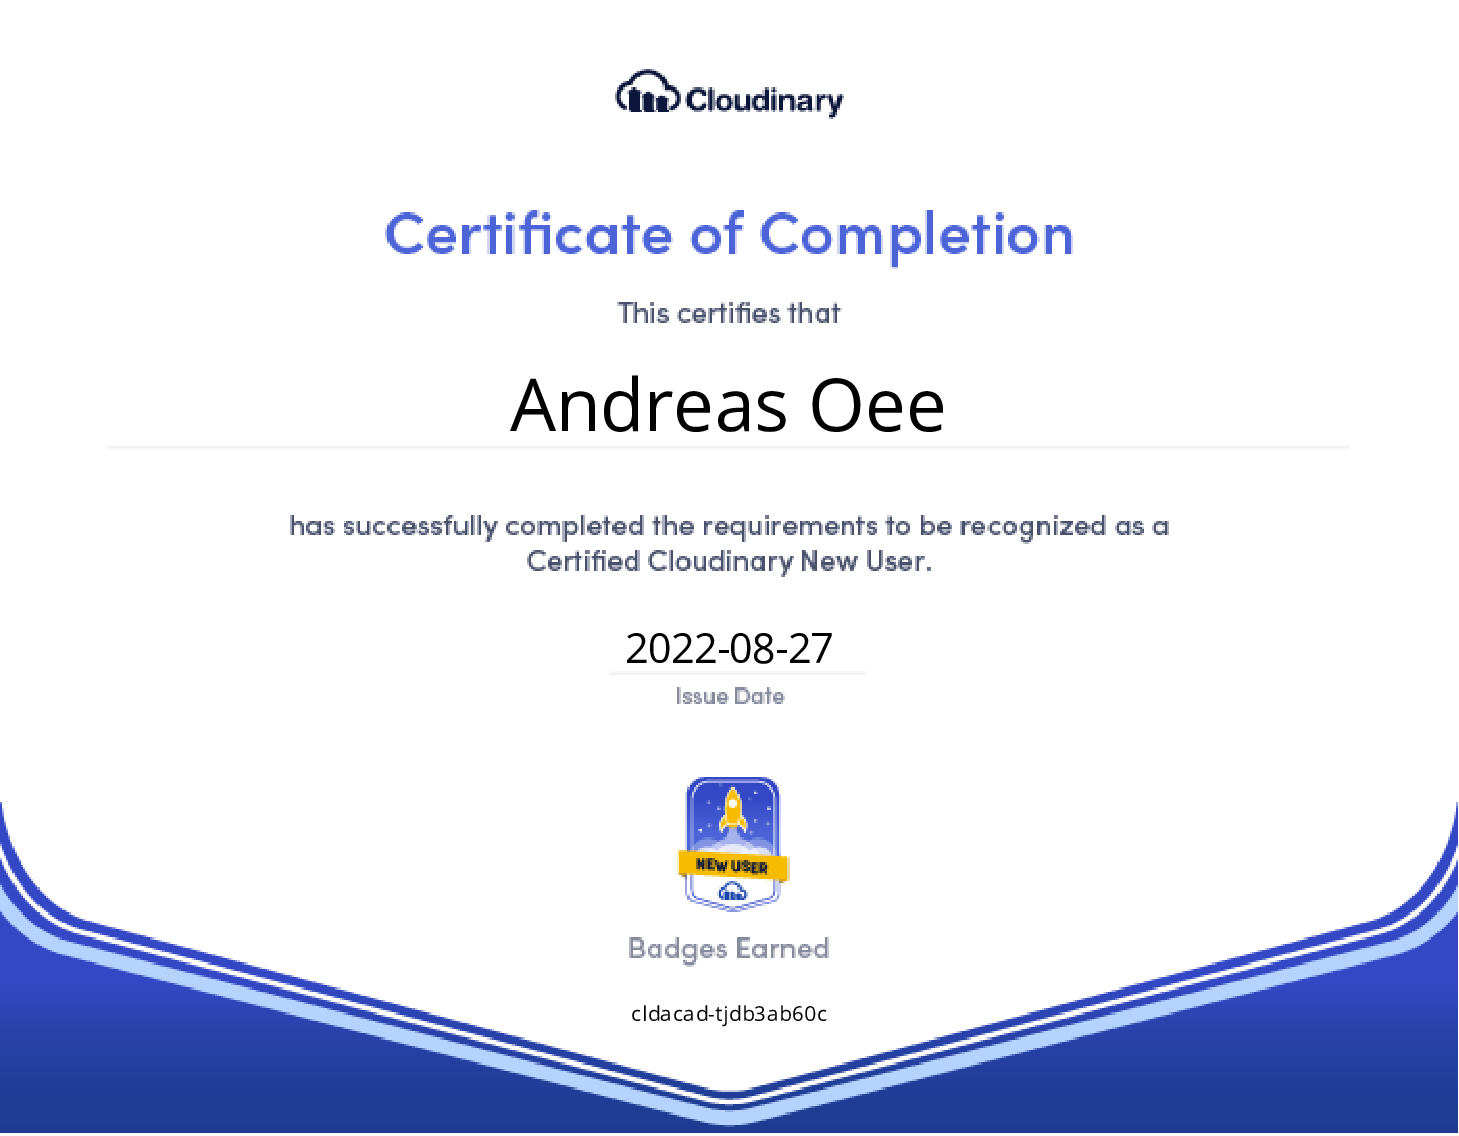 Cloudinary
Certificate of Completion
This certifies that
Andreas Oee
has successfully completed the requirements to be recognized as a
Certified Cloudinary New User.
2022-08-27
Issue Date
NEW USER
Badges Earned
cldacad-tjdb3ab60c